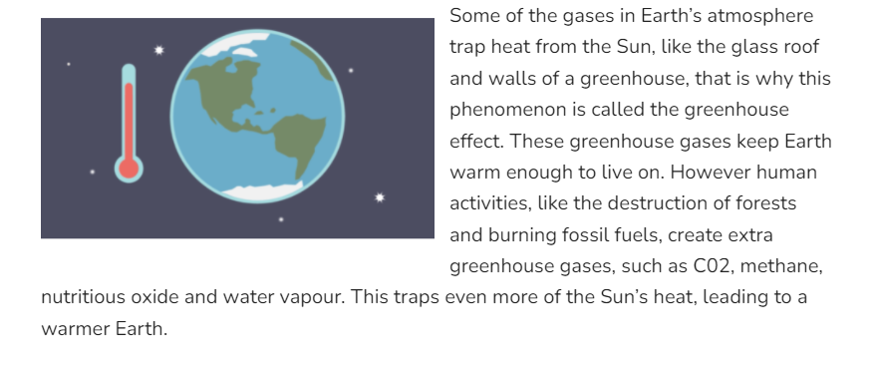 Some of the gases in Earth’s atmosphere
trap heat from the Sun, like the glass roof
and walls of a greenhouse, that is why this
phenomenon is called the greenhouse
effect. These greenhouse gases keep Earth
warm enough to live on. However human
activities, like the destruction of forests
and burning fossil fuels, create extra
greenhouse gases, such as C02, methane,
nutritious oxide and water vapour. This traps even more of the Sun’s heat, leading to a
warmer Earth.